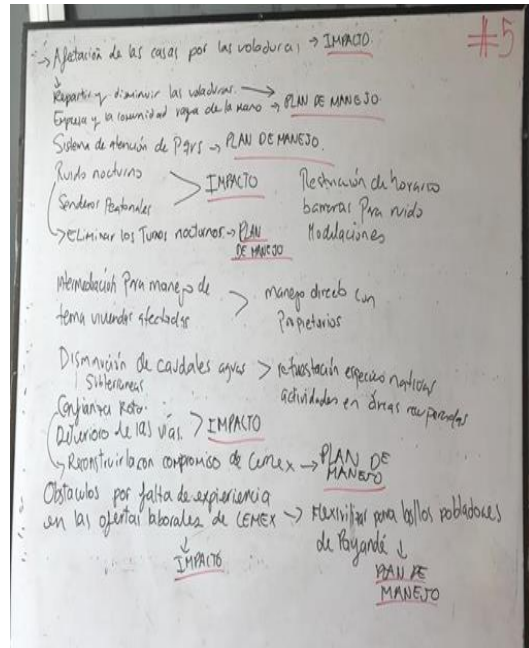 #5
→ Afectación de las casas por las voladuras → IMPACTO.
↓
Repartir y disminuir las voladuras. →
Empresa y la comunidad vaya de la mano → PLAN DE MANEJO.
Sistema de atención de PQRS → PLAN DE MANEJO.
Ruido nocturno
Senderos Peatonales > IMPACTO
→ eliminar los Turnos nocturnos. → PLAN
DE MANEJO
Restricción de horarios
barreras Para ruido
Modulaciones
Intermediación Para manejo de
tema viviendas afectadas >
manejo directo con
Propietarios
Disminución de caudales aguas >
Subterraneas
reforestación especies nativas
actividades en áreas recuperadas
Confianza Rota.
Deterioro de las vías. > IMPACTO
→ Reconstruirla con compromiso de Cemex → PLAN DE
MANEJO
Obstaculos por falta de experiencia
en las ofertas laborales de CEMEX → Flexivilizar para los pobladores
de Payandé ↓
↓
IMPACTO
PLAN DE
MANEJO